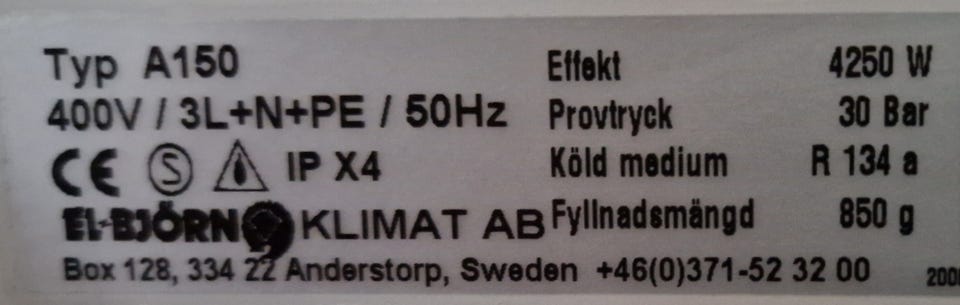 Typ A150 Effekt 4250 W
400V / 3L+N+PE / 50Hz Provtryck 30 Bar
CE S IP X4 Köld medium R 134 a
EL-BJÖRN KLIMAT AB Fyllnadsmängd 850 g
Box 128, 334 22 Anderstorp, Sweden +46(0)371-52 32 00